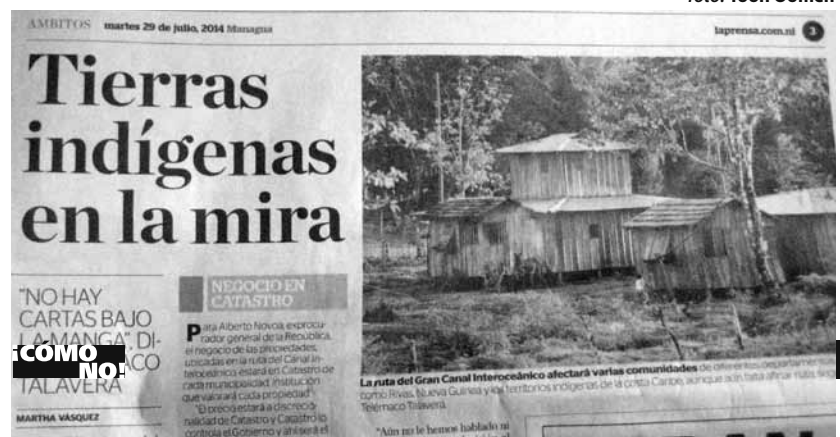 AMBITOS martes 29 de julio, 2014 Managua
laprensa.com.ni 3
Tierras
indígenas
en la mira
"NO HAY
CARTAS BAJO
LA MANGA", DI-
ACO
TALAVERA
¡CÓMO
NO!
MARTHA VÁSQUEZ
NEGOCIO EN
CATASTRO
Para Alberto Novoa, exprocu-
rador general de la República,
el negocio de las propiedades,
ubicadas en la ruta del Canal In-
teroceánico, estará en Catastro de
cada municipalidad, institución
que valorará cada propiedad.
"El precio estará a discrecio-
nalidad de Catastro y Catastro lo
controla el Gobierno y ahí será el
La ruta del Gran Canal Interoceánico afectará varias comunidades de diferentes departamentos
como Rivas, Nueva Guinea y los territorios indígenas de la costa Caribe, aunque aún falta afinar ruta, según
Telémaco Talavera.
"Aún no le hemos hablado ni